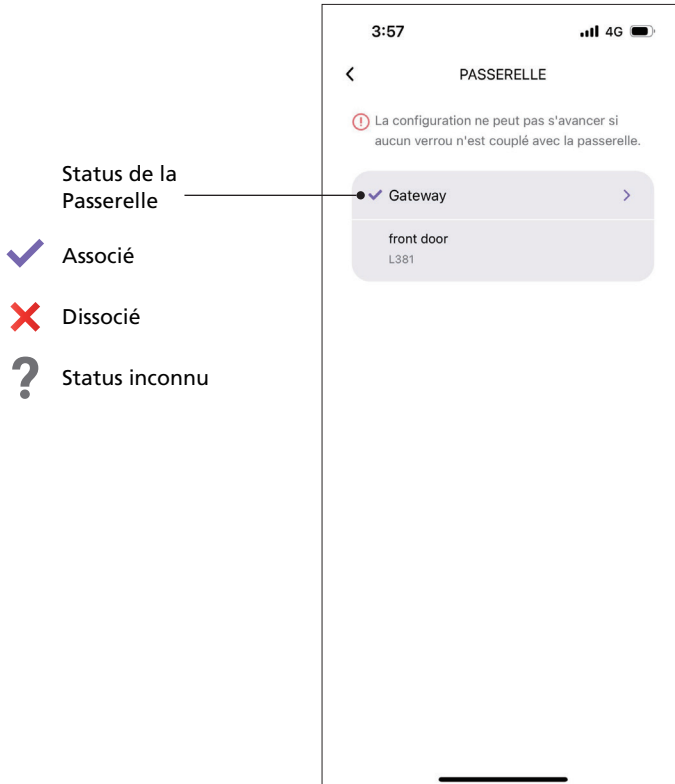 3:57
4G
PASSERELLE
La configuration ne peut pas s'avancer si
aucun verrou n'est couplé avec la passerelle.
Status de la
Passerelle
Gateway
front door
L381
Associé
Dissocié
Status inconnu